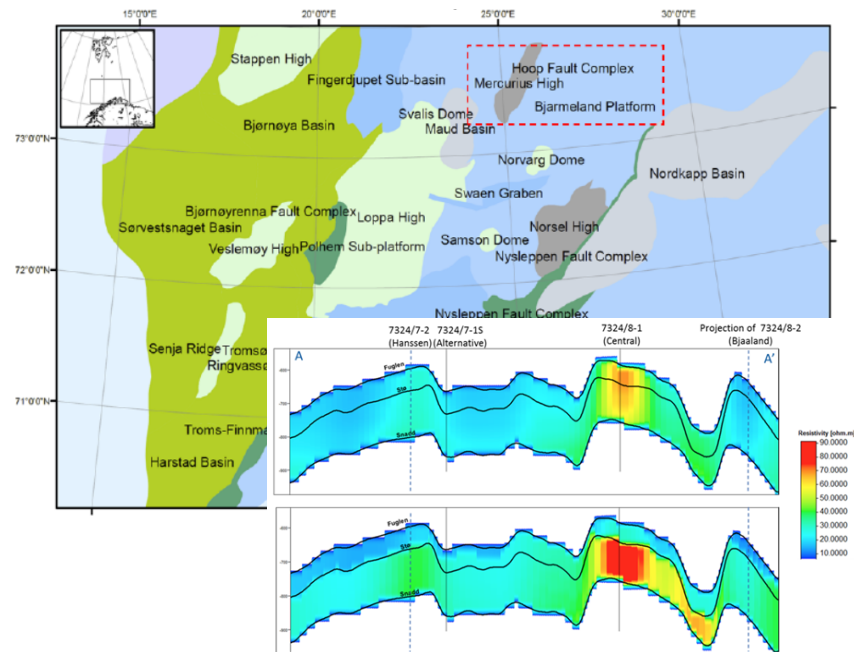 15°0'0"E 20°0'0"E 25°0'0"E 30°0'0"E
Stappen High
Fingerdjupet Sub-basin
Hoop Fault Complex
Mercurius High
Bjarmeland Platform
Svalis Dome
Maud Basin
Bjørnøya Basin
73°0'0"N
Norvarg Dome
Nordkapp Basin
Swaen Graben
Bjørnøyrenna Fault Complex
Loppa High
Sørvestsnaget Basin
Norsel High
Veslemøy High
Polhem Sub-platform
Samson Dome
Nysleppen Fault Complex
72°0'0"N
Nysleppen Fault Complex
Senja Ridge
Tromsø
Ringvassø
71°0'0"N
Troms-Finnma
Harstad Basin
7324/7-2
(Hanssen)
7324/7-1S
(Alternative)
7324/8-1
(Central)
Projection of 7324/8-2
(Bjaaland)
A A'
Fuglen
Stø
Snadd
Fuglen
Stø
Snadd
Resistivity [ohm.m]
90.0000
80.0000
70.0000
60.0000
50.0000
40.0000
30.0000
20.0000
10.0000